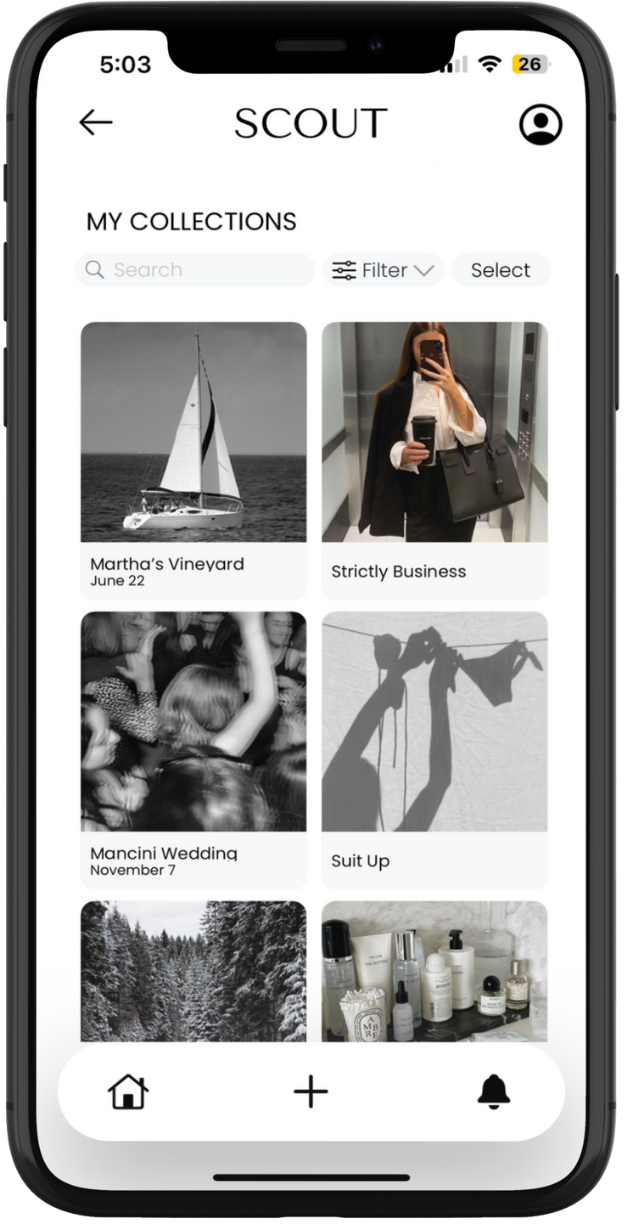 5:03
26
SCOUT
MY COLLECTIONS
Search
Filter
Select
Martha's Vineyard
June 22
Strictly Business
Mancini Wedding
November 7
Suit Up
AMBRE